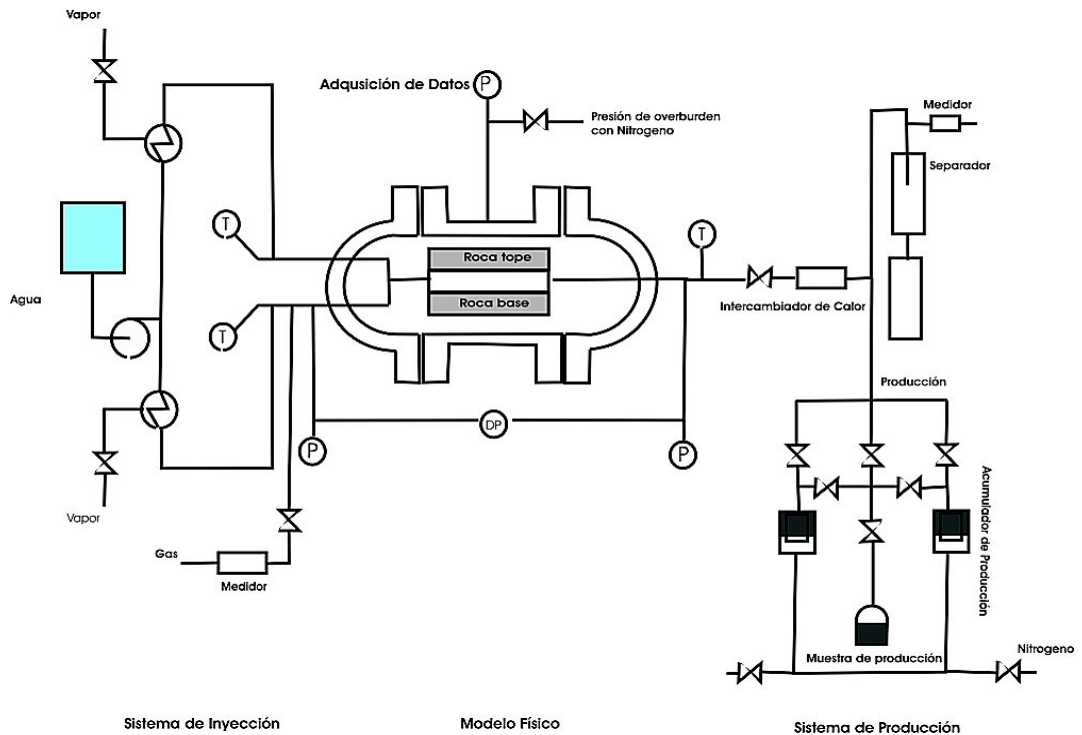 Vapor
Adqusición de Datos
P
Presión de overburden
con Nitrogeno
Medidor
Separador
T
T
Roca tope
Roca base
Intercambiador de Calor
Agua
T
Producción
DP
P
P
Vapor
Gas
Medidor
Acumulador de Producción
Muestra de producción
Nitrogeno
Sistema de Inyección
Modelo Físico
Sistema de Producción